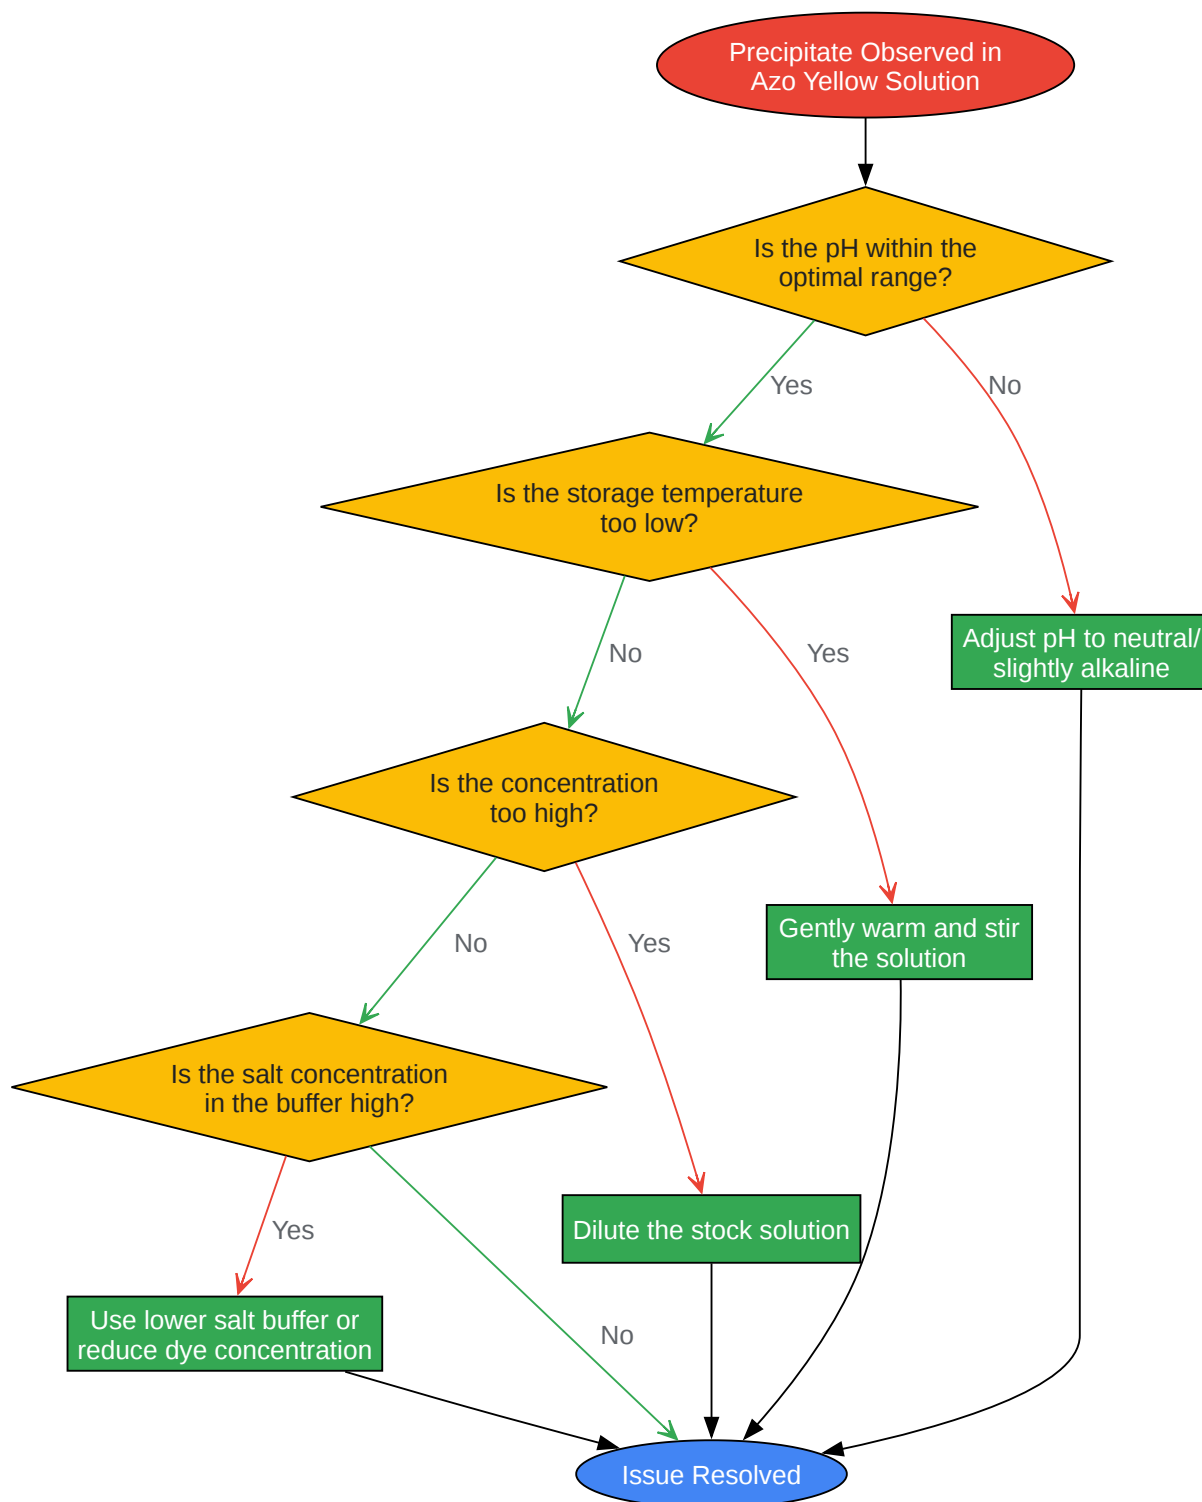 Precipitate Observed in
Azo Yellow Solution
Is the pH within the
optimal range?
Yes
No
Is the storage temperature
too low?
No
Yes
Adjust pH to neutral/
slightly alkaline
Is the concentration
too high?
No
Yes
Gently warm and stir
the solution
Is the salt concentration
in the buffer high?
Yes
Dilute the stock solution
Use lower salt buffer or
reduce dye concentration
No
Issue Resolved